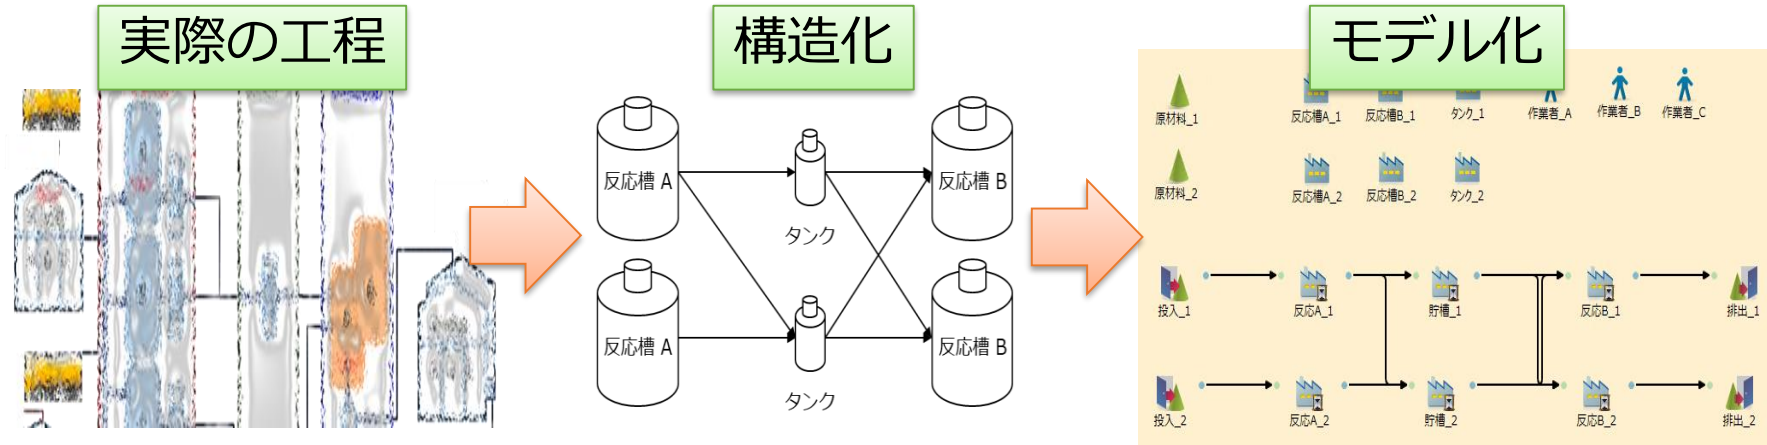 実際の工程
構造化
モデル化
反応槽 A
タンク
反応槽 B
反応槽 A
タンク
反応槽 B
原材料_1
反応槽A_1
反応槽B_1
タンク_1
作業者_A
作業者_B
作業者_C
原材料_2
反応槽A_2
反応槽B_2
タンク_2
投入_1
反応A_1
貯槽_1
反応B_1
排出_1
投入_2
反応A_2
貯槽_2
反応B_2
排出_2